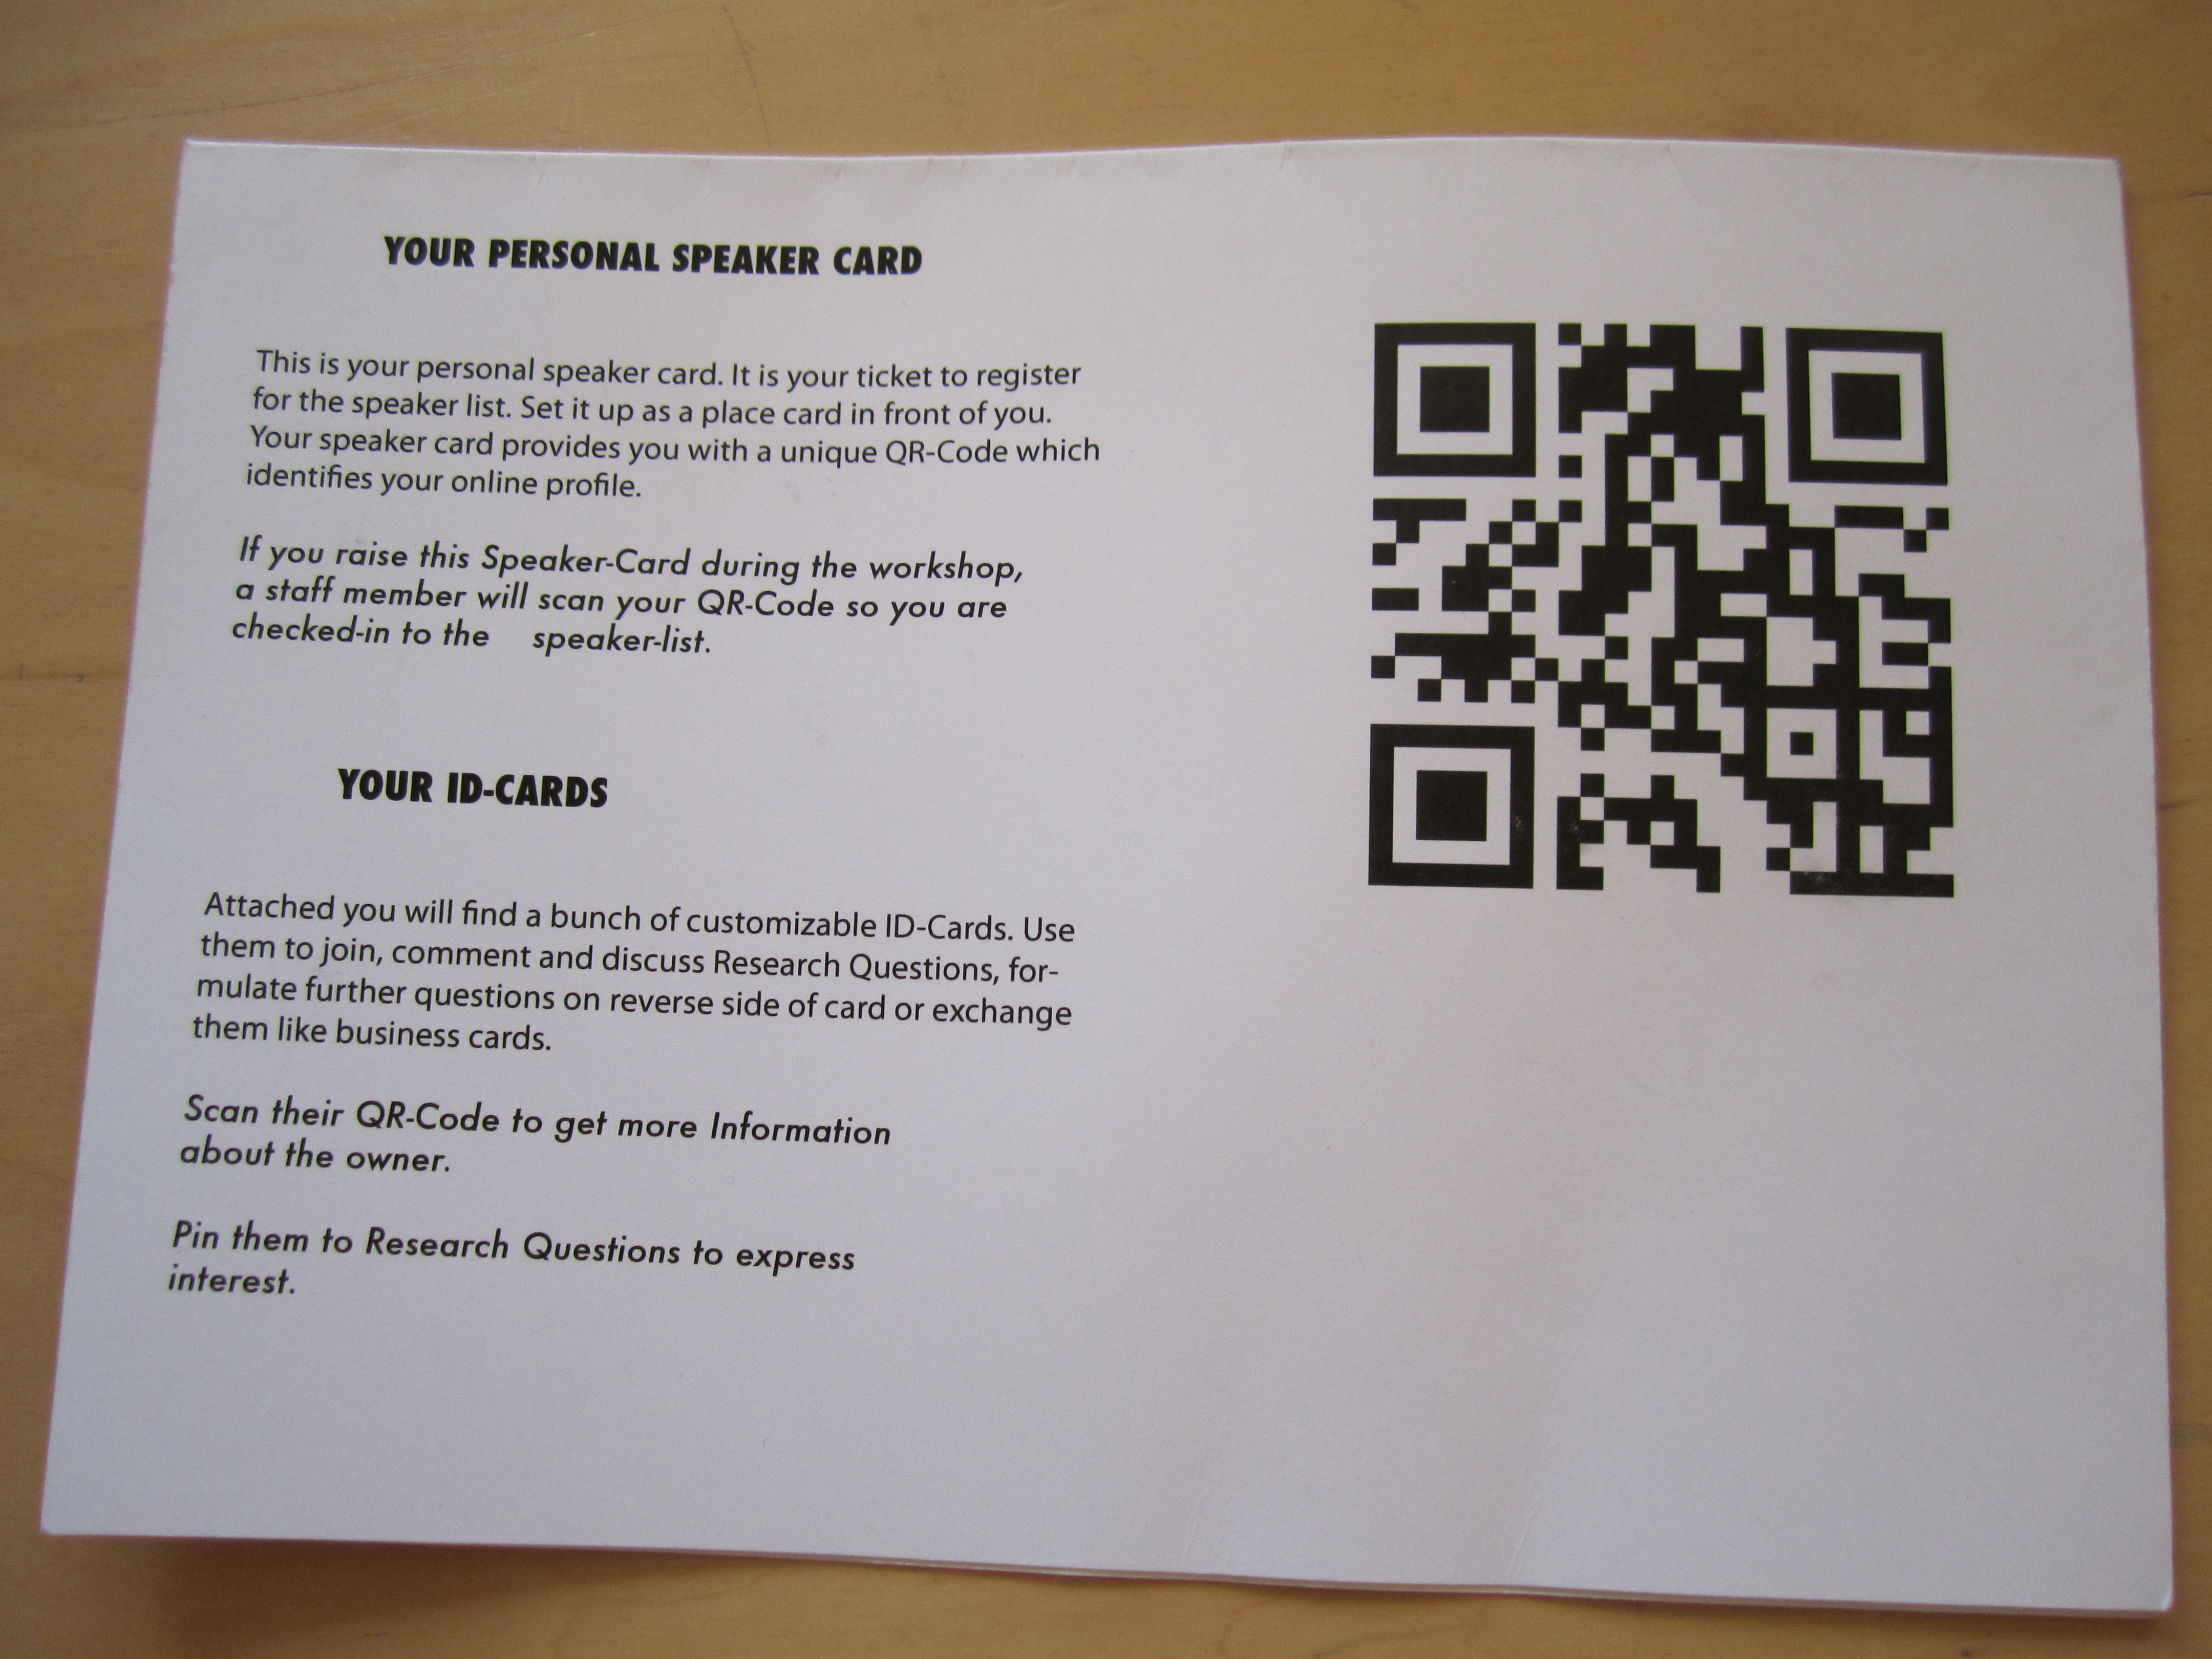 YOUR PERSONAL SPEAKER CARD
This is your personal speaker card. It is your ticket to register
for the speaker list. Set it up as a place card in front of you.
Your speaker card provides you with a unique QR-Code which
identifies your online profile.
If you raise this Speaker-Card during the workshop,
a staff member will scan your QR-Code so you are
checked-in to the speaker-list.
YOUR ID-CARDS
Attached you will find a bunch of customizable ID-Cards. Use
them to join, comment and discuss Research Questions, for-
mulate further questions on reverse side of card or exchange
them like business cards.
Scan their QR-Code to get more Information
about the owner.
Pin them to Research Questions to express
interest.